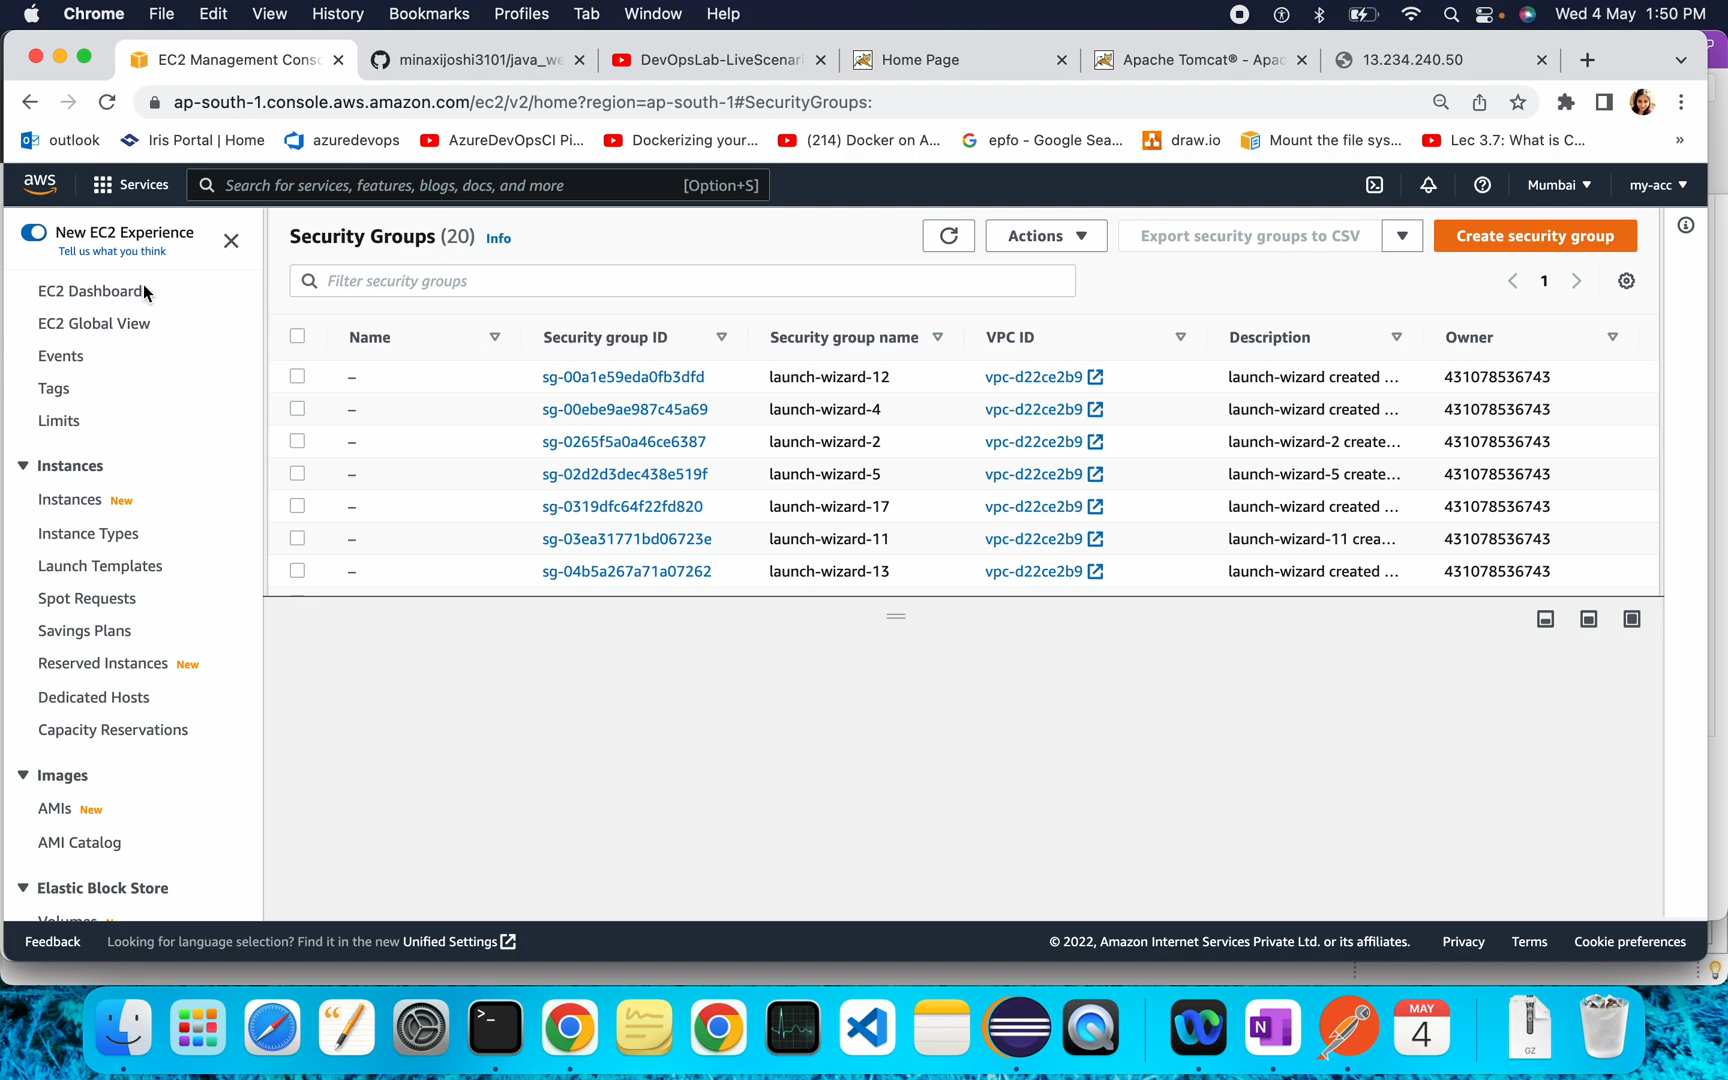 Chrome File Edit View History Bookmarks Profiles Tab Window Help Wed 4 May 1:50 PM
EC2 Management Consc minaxijoshi3101/java_we DevOpsLab-LiveScenari Home Page Apache Tomcat® - Apac 13.234.240.50
ap-south-1.console.aws.amazon.com/ec2/v2/home?region=ap-south-1#SecurityGroups:
outlook Iris Portal | Home azuredevops AzureDevOpsCI Pi... Dockerizing your... (214) Docker on A... epfo - Google Sea... draw.io Mount the file sys... Lec 3.7: What is C... »
aws Services Search for services, features, blogs, docs, and more [Option+S] Mumbai my-acc
New EC2 Experience
Tell us what you think
EC2 Dashboard
EC2 Global View
Events
Tags
Limits
Instances
Instances New
Instance Types
Launch Templates
Spot Requests
Savings Plans
Reserved Instances New
Dedicated Hosts
Capacity Reservations
Images
AMIs New
AMI Catalog
Elastic Block Store
Security Groups (20) Info Actions Export security groups to CSV Create security group
Filter security groups 1
Name Security group ID Security group name VPC ID Description Owner
– sg-00a1e59eda0fb3dfd launch-wizard-12 vpc-d22ce2b9 launch-wizard created ... 431078536743
– sg-00ebe9ae987c45a69 launch-wizard-4 vpc-d22ce2b9 launch-wizard created ... 431078536743
– sg-0265f5a0a46ce6387 launch-wizard-2 vpc-d22ce2b9 launch-wizard-2 create... 431078536743
– sg-02d2d3dec438e519f launch-wizard-5 vpc-d22ce2b9 launch-wizard-5 create... 431078536743
– sg-0319dfc64f22fd820 launch-wizard-17 vpc-d22ce2b9 launch-wizard created ... 431078536743
– sg-03ea31771bd06723e launch-wizard-11 vpc-d22ce2b9 launch-wizard-11 crea... 431078536743
– sg-04b5a267a71a07262 launch-wizard-13 vpc-d22ce2b9 launch-wizard created ... 431078536743
Feedback Looking for language selection? Find it in the new Unified Settings © 2022, Amazon Internet Services Private Ltd. or its affiliates. Privacy Terms Cookie preferences
MAY
4
GZ